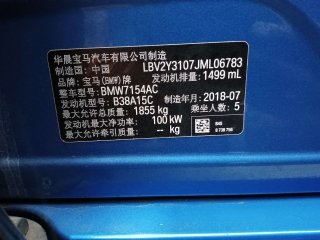 华晨宝马汽车有限公司制造
制造国：中国 LBV2Y3107JML06783
品牌：宝马(BMW)牌 发动机排量：1499 mL
整车型号：BMW7154AC
发动机型号：B38A15C 制造年月：2018-07
最大允许总质量：1855 kg 乘坐人数：5
发动机最大净功率：100 kW
最大允许牵引质量：-- kg